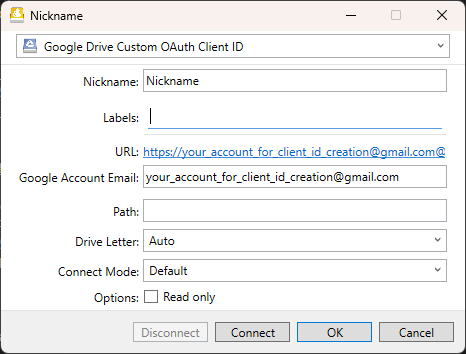 Nickname
Google Drive Custom OAuth Client ID
Nickname: Nickname
Labels:
URL: https://your_account_for_client_id_creation@gmail.com@
Google Account Email: your_account_for_client_id_creation@gmail.com
Path:
Drive Letter: Auto
Connect Mode: Default
Options: Read only
Disconnect Connect OK Cancel